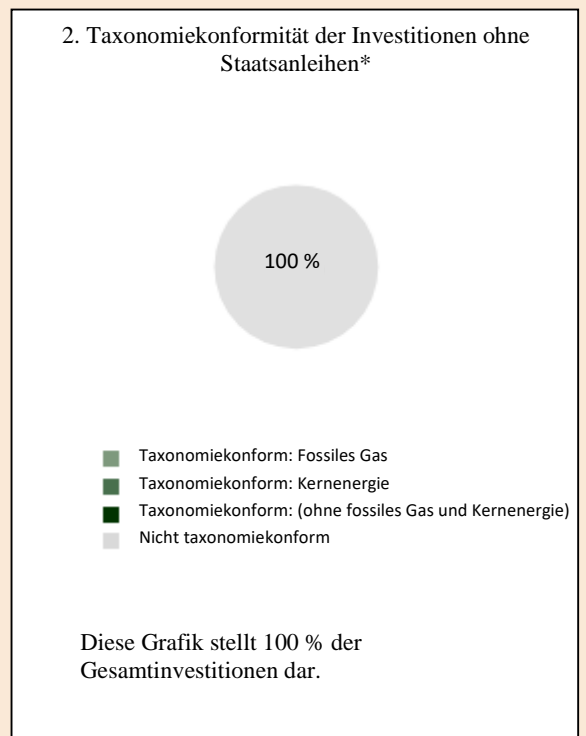 2. Taxonomiekonformität der Investitionen ohne
Staatsanleihen*
100 %
Taxonomiekonform: Fossiles Gas
Taxonomiekonform: Kernenergie
Taxonomiekonform: (ohne fossiles Gas und Kernenergie)
Nicht taxonomiekonform
Diese Grafik stellt 100 % der
Gesamtinvestitionen dar.